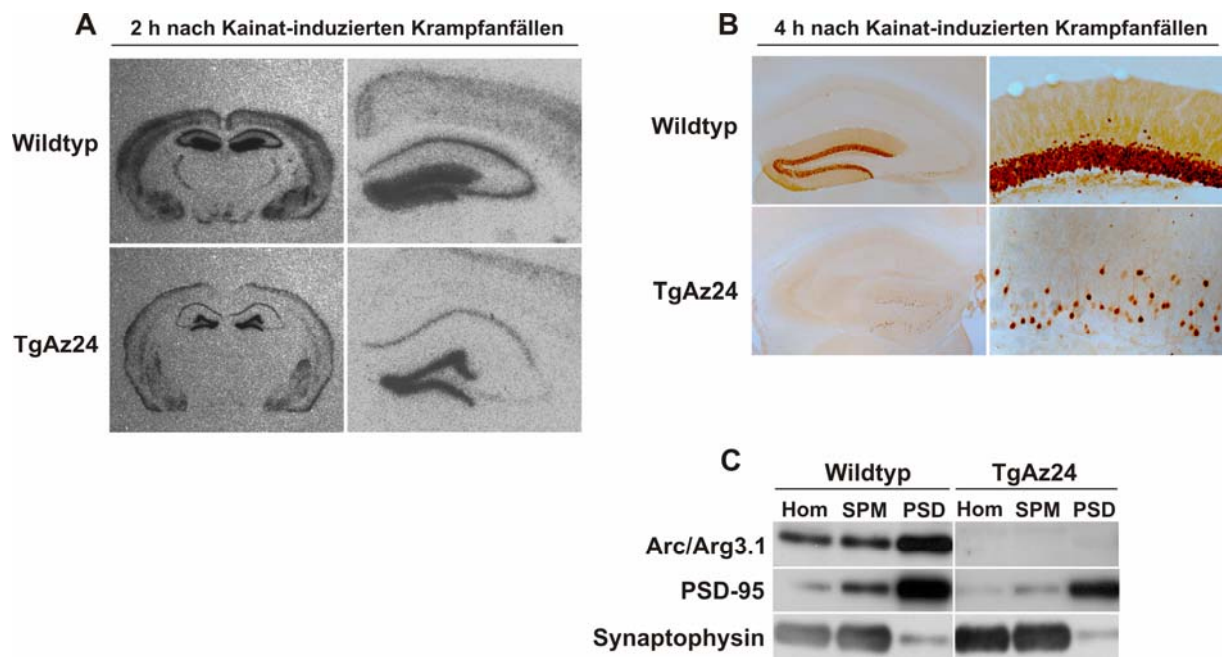 A
2 h nach Kainat-induzierten Krampfanfällen
Wildtyp
TgAz24
B
4 h nach Kainat-induzierten Krampfanfällen
Wildtyp
TgAz24
C
Wildtyp TgAz24
Hom SPM PSD Hom SPM PSD
Arc/Arg3.1
PSD-95
Synaptophysin